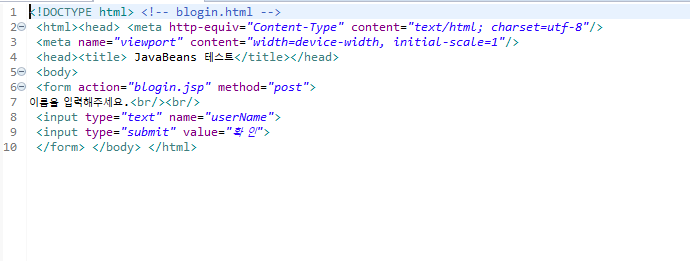 1 <!DOCTYPE html> <!-- blogin.html -->
2 <html><head> <meta http-equiv="Content-Type" content="text/html; charset=utf-8"/>
3 <meta name="viewport" content="width=device-width, initial-scale=1"/>
4 <head><title> JavaBeans 테스트</title></head>
5 <body>
6 <form action="blogin.jsp" method="post">
7 이름을 입력해주세요.<br/><br/>
8 <input type="text" name="userName">
9 <input type="submit" value="확 인">
10 </form> </body> </html>